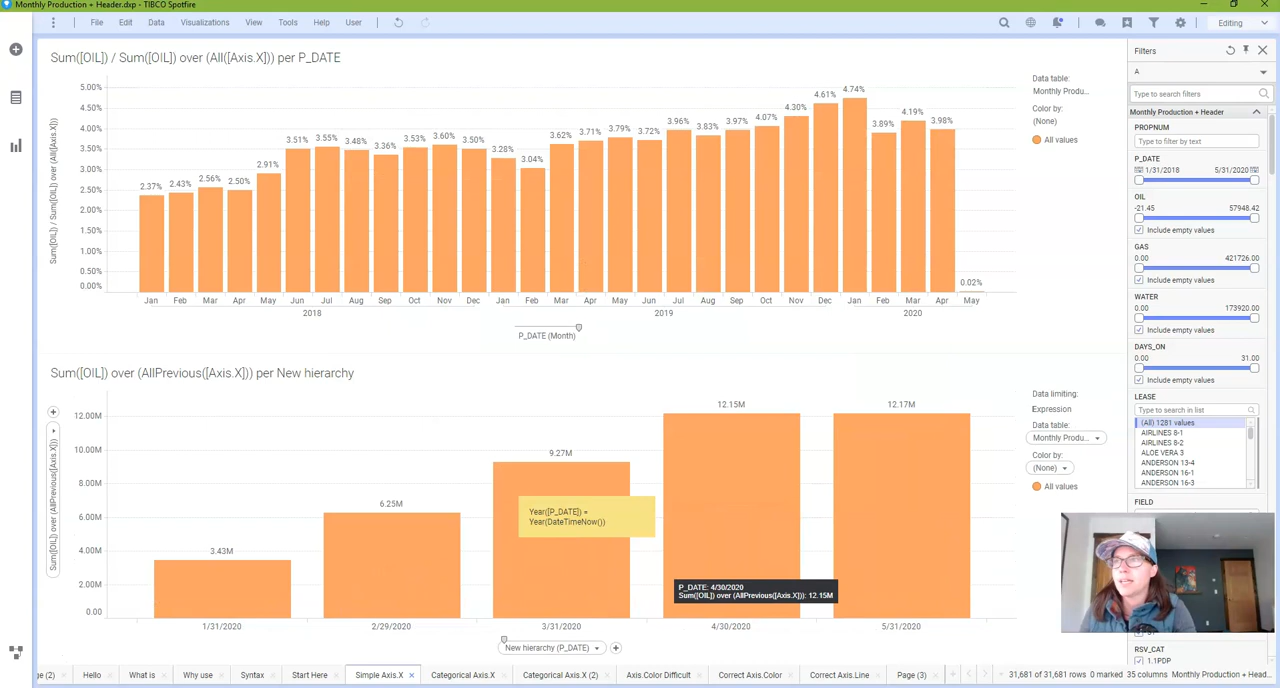 Monthly Production + Header.dxp - TIBCO Spotfire
File Edit Data Visualizations View Tools Help User
Editing
Sum([OIL]) / Sum([OIL]) over (All([Axis.X])) per P_DATE
Sum([OIL]) / Sum([OIL]) over (All([Axis.X]))
5.00%
4.50%
4.00%
3.50%
3.00%
2.50%
2.00%
1.50%
1.00%
0.50%
0.00%
2.37% 2.43% 2.56% 2.50% 2.91% 3.51% 3.55% 3.48% 3.36% 3.53% 3.60% 3.50% 3.28% 3.04% 3.62% 3.71% 3.79% 3.72% 3.96% 3.83% 3.97% 4.07% 4.30% 4.61% 4.74% 3.89% 4.19% 3.98% 0.02%
Jan Feb Mar Apr May Jun Jul Aug Sep Oct Nov Dec Jan Feb Mar Apr May Jun Jul Aug Sep Oct Nov Dec Jan Feb Mar Apr May
2018 2019 2020
P_DATE (Month)
Data table:
Monthly Produ...
Color by:
(None)
All values
Sum([OIL]) over (AllPrevious([Axis.X])) per New hierarchy
Sum([OIL]) over (AllPrevious([Axis.X]))
12.00M
10.00M
8.00M
6.00M
4.00M
2.00M
0.00
3.43M 6.25M 9.27M 12.15M 12.17M
Year([P_DATE]) =
Year(DateTimeNow())
P_DATE: 4/30/2020
Sum([OIL]) over (AllPrevious([Axis.X])): 12.15M
1/31/2020 2/29/2020 3/31/2020 4/30/2020 5/31/2020
New hierarchy (P_DATE)
Data limiting:
Expression
Data table:
Monthly Produ...
Color by:
(None)
All values
Filters
A
Type to search filters
Monthly Production + Header
PROPNUM
Type to filter by text
P_DATE
1/31/2018 5/31/2020
OIL
-21.45 57948.42
Include empty values
GAS
0.00 421726.00
Include empty values
WATER
0.00 173920.00
Include empty values
DAYS_ON
0.00 31.00
Include empty values
LEASE
Type to search in list
(All) 1281 values
AIRLINES 8-1
AIRLINES 8-2
ALOE VERA 3
ANDERSON 13-4
ANDERSON 16-1
ANDERSON 16-3
FIELD
RSV_CAT
1.1PDP
ge (2) Hello What is Why use Syntax Start Here Simple Axis.X Categorical Axis.X Categorical Axis.X (2) Axis.Color Difficult Correct Axis.Color Correct Axis.Line Page (3)
31,681 of 31,681 rows 0 marked 35 columns Monthly Production + Head...